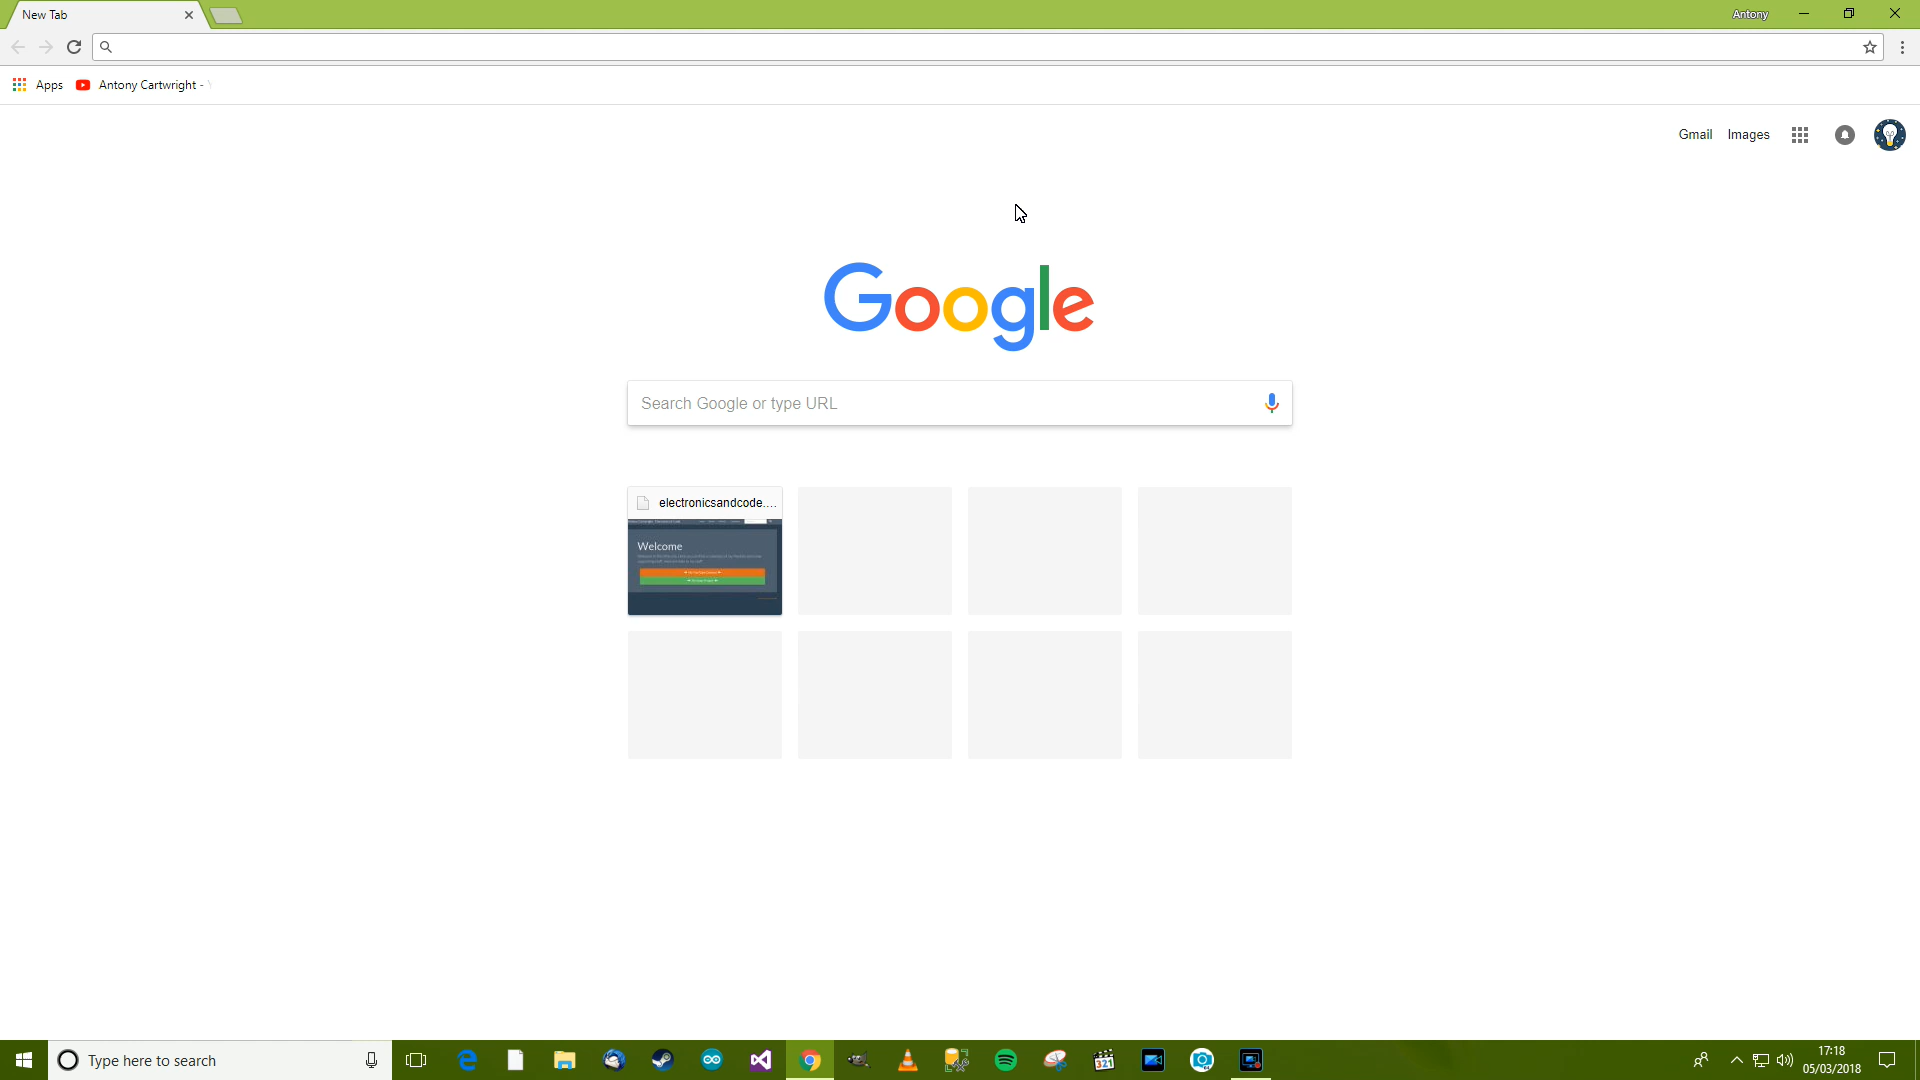 New Tab
Antony
Apps
Antony Cartwright -
Gmail Images
Google
Search Google or type URL
electronicsandcode....
Welcome
Type here to search
321
17:18
05/03/2018